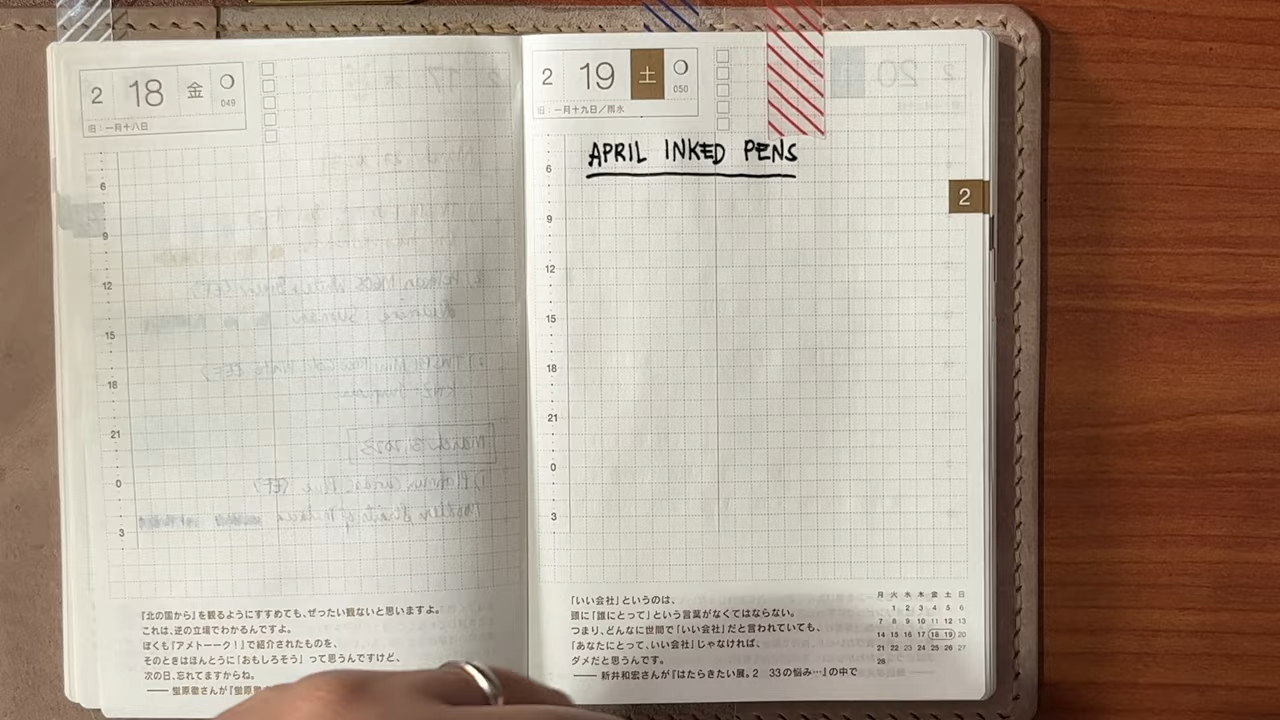 2 18 金 049
旧:一月十八日
6
9
12
15
18
21
0
3
『北の国から』を観るようにすすめても、ぜったい観ないと思いますよ。
これは、逆の立場でわかるんですよ。
ぼくも『アメトーーク!』で紹介されたものを、
そのときはほんとうに「おもしろそう」って思うんですけど、
次の日、忘れてますからね。
2 19 土 050
旧:一月十九日/雨水
APRIL INKED PENS
6
9
12
15
18
21
0
3
2
「いい会社」というのは、
頭に「誰にとって」という言葉がなくてはならない。
つまり、どんなに世間で「いい会社」だと言われていても、
「あなたにとって、いい会社」じゃなければ、
ダメだと思うんです。
—— 新井和宏さんが『はたらきたい展。2 33の悩み…』の中で
月 火 水 木 金 土 日
1 2 3 4 5 6
7 8 9 10 11 12 13
14 15 16 17 18 19 20
21 22 23 24 25 26 27
28